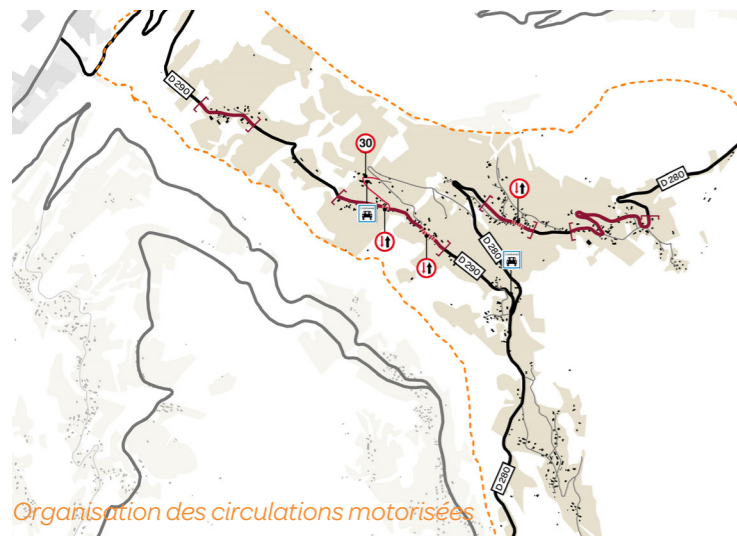 D 290
30
D 280
D 280
D 290
D 280
Organisation des circulations motorisées